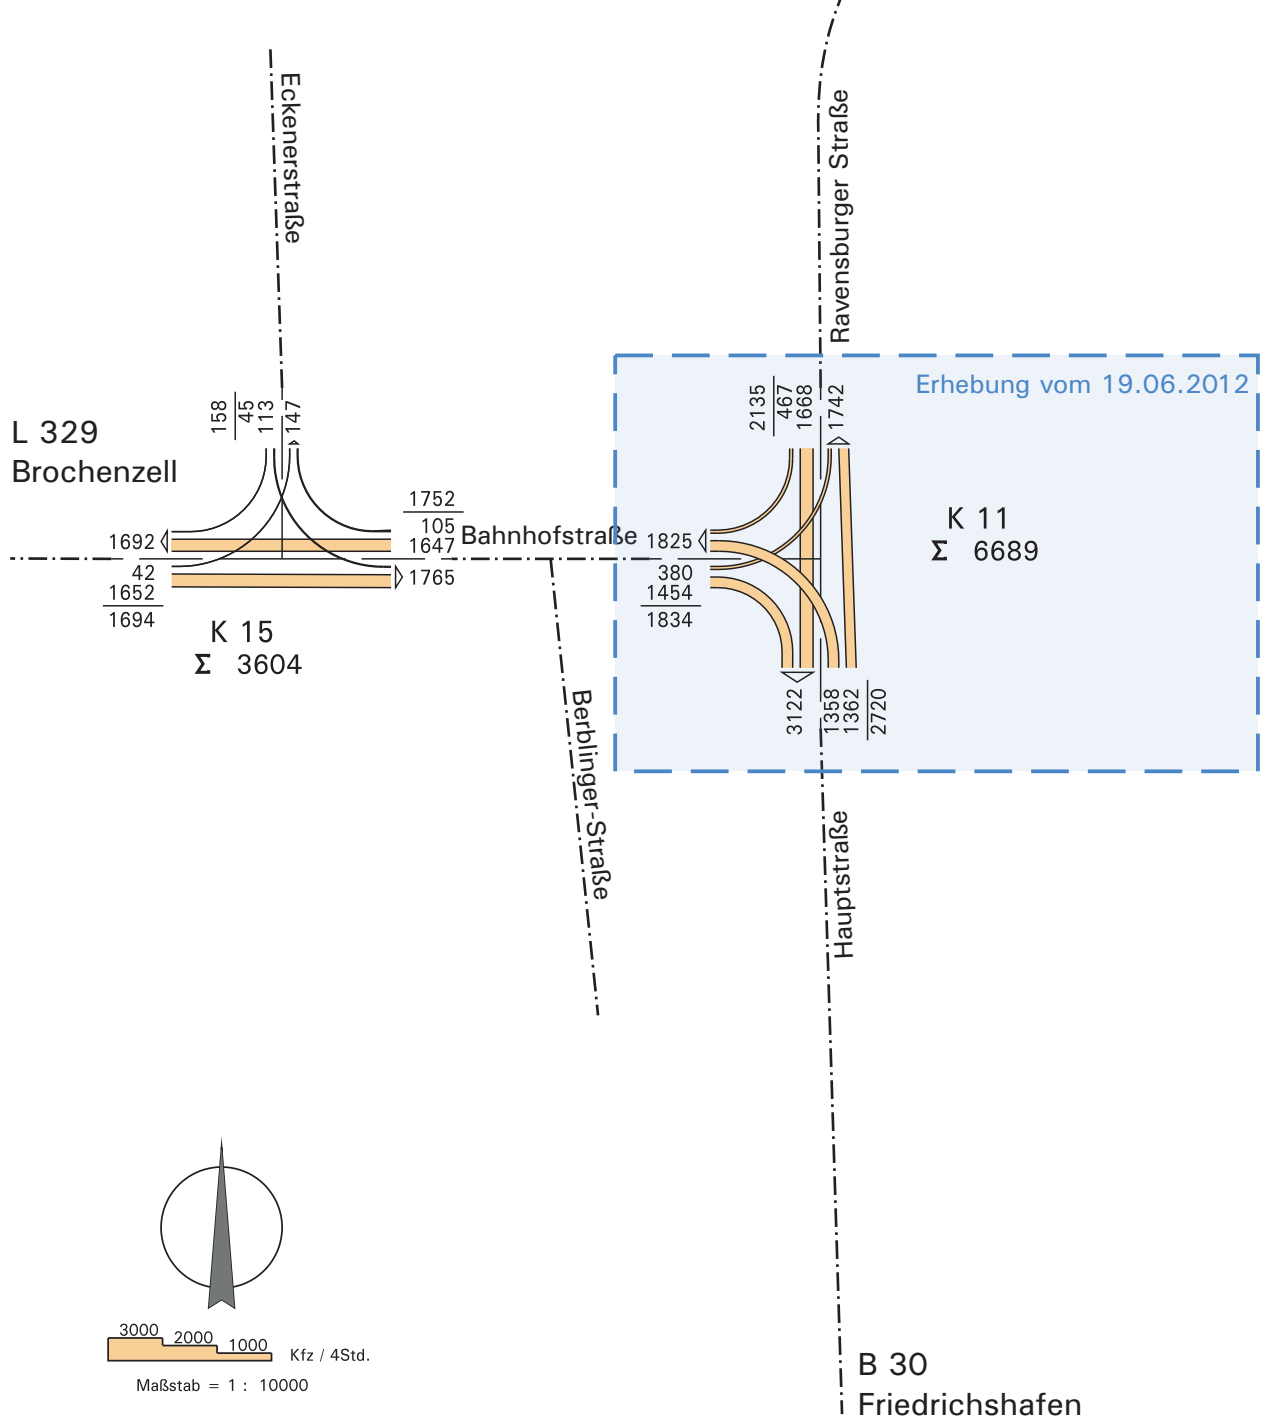 Eckenerstraße
Ravensburger Straße
Erhebung vom 19.06.2012
L 329
Brochenzell
158
45
113
147
2135
467
1668
1742
1752
105
1647
Bahnhofstraße
1692
42
1652
1694
1765
1825
380
1454
1834
K 11
Σ 6689
K 15
Σ 3604
3122
1358
1362
2720
Berblinger-Straße
Hauptstraße
3000
2000
1000
Kfz / 4Std.
Maßstab = 1 : 10000
B 30
Friedrichshafen